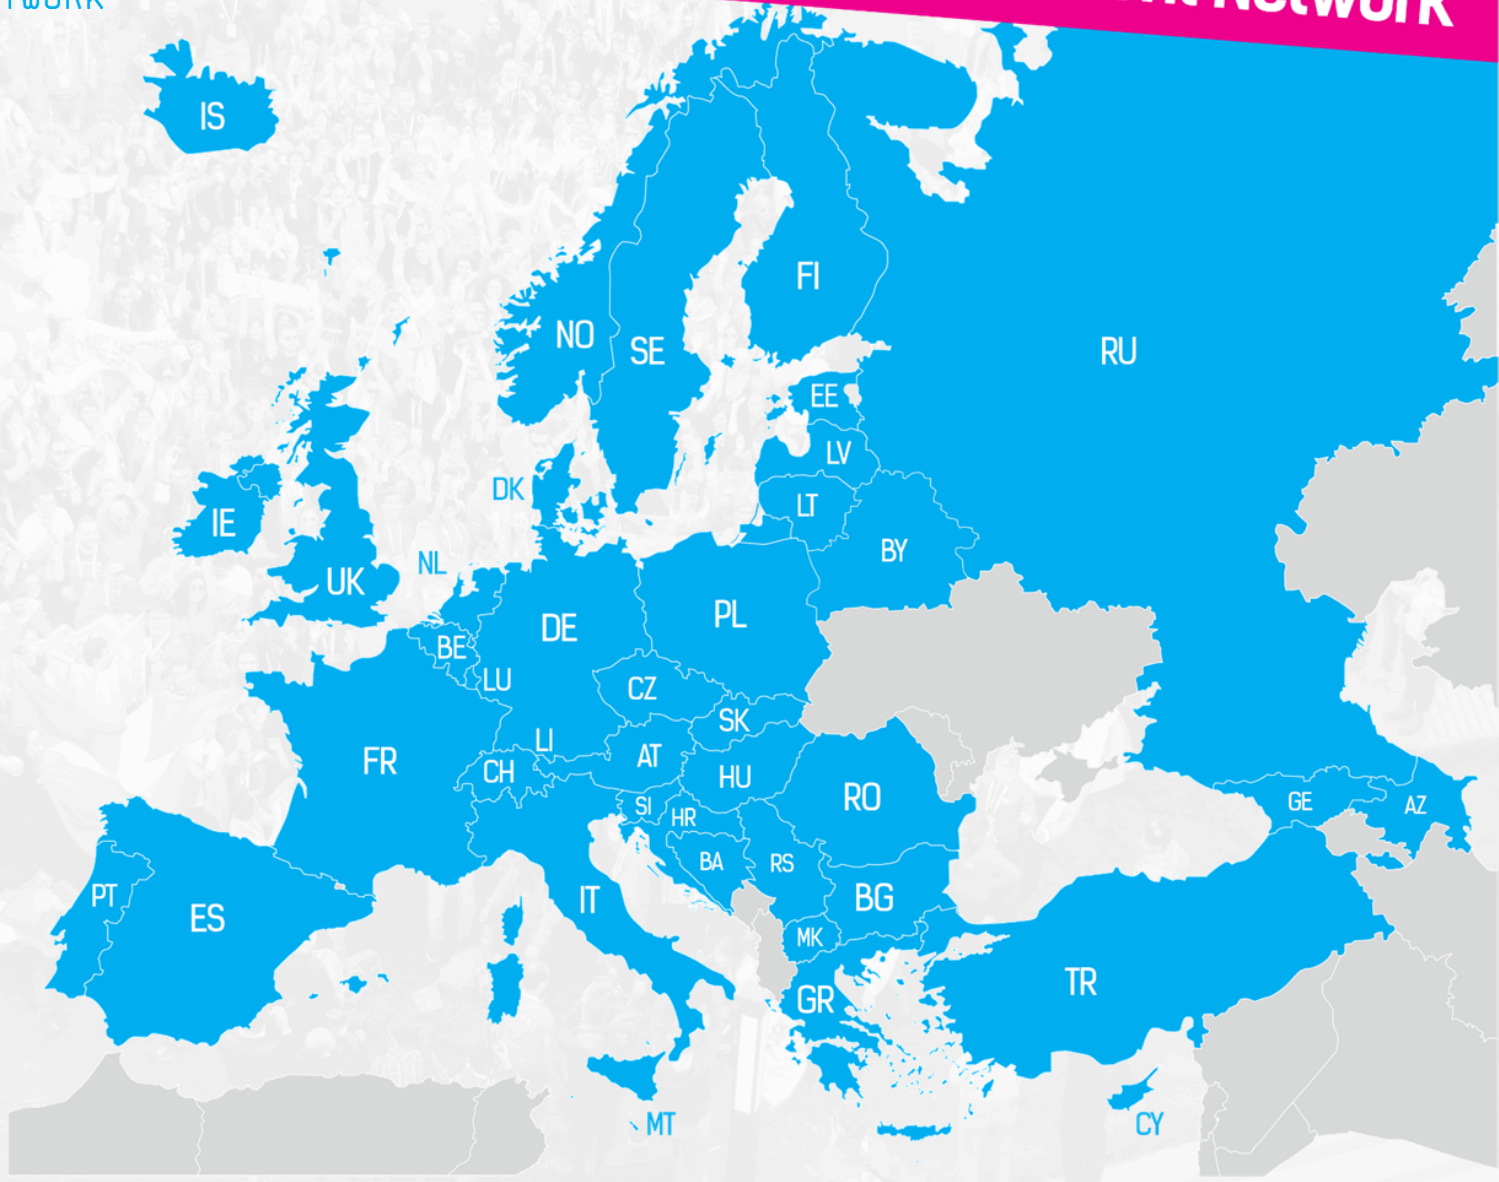 Network
IS
FI
NO
SE
RU
EE
LV
DK
LT
IE
BY
NL
UK
PL
DE
BE
LU
CZ
SK
LI
FR
AT
CH
HU
RO
GE
AZ
SI
HR
BA
RS
PT
IT
BG
ES
MK
TR
GR
MT
CY